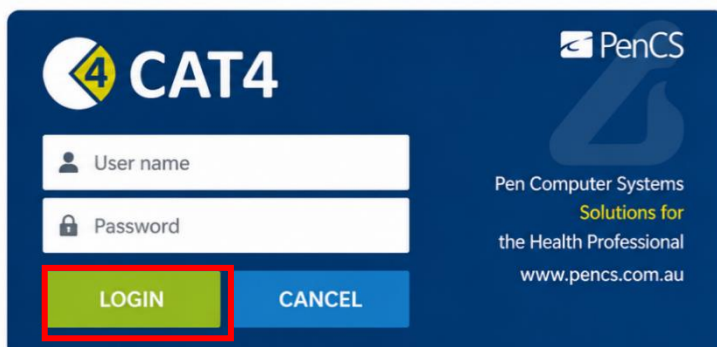 4 CAT4
PenCS
User name
Password
LOGIN
CANCEL
Pen Computer Systems
Solutions for
the Health Professional
www.pencs.com.au